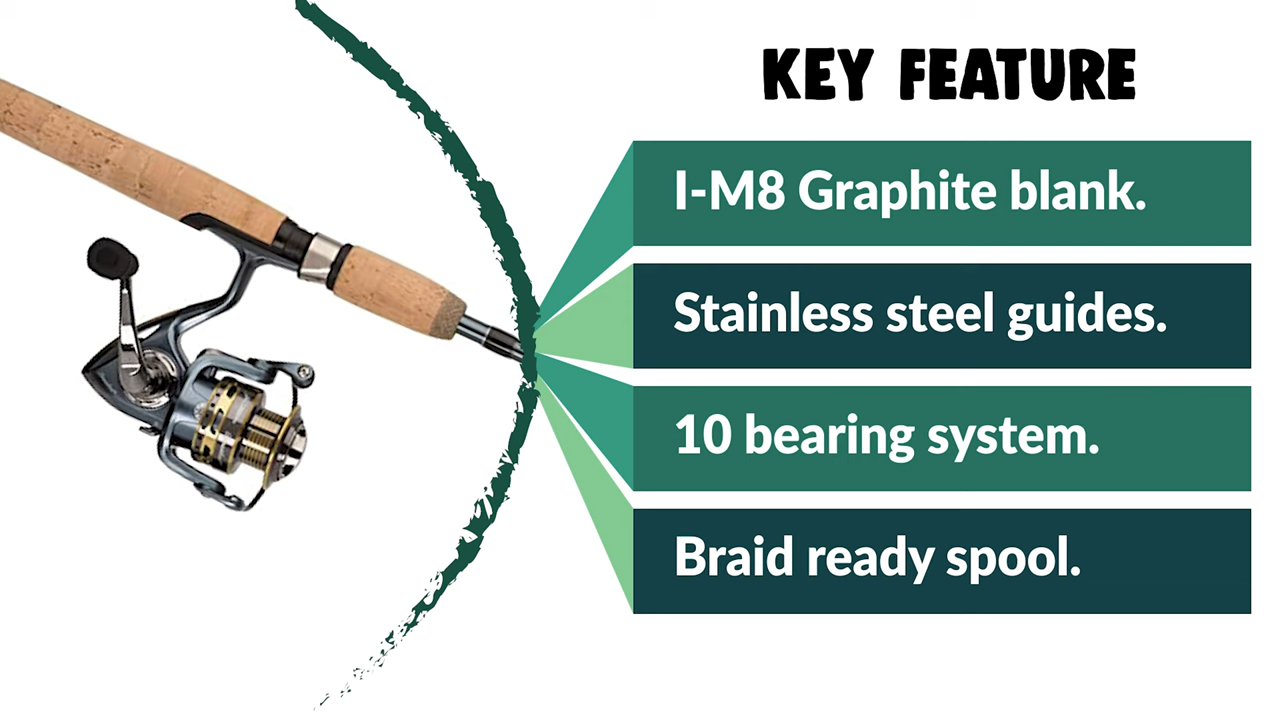 KEY FEATURE
I-M8 Graphite blank.
Stainless steel guides.
10 bearing system.
Braid ready spool.